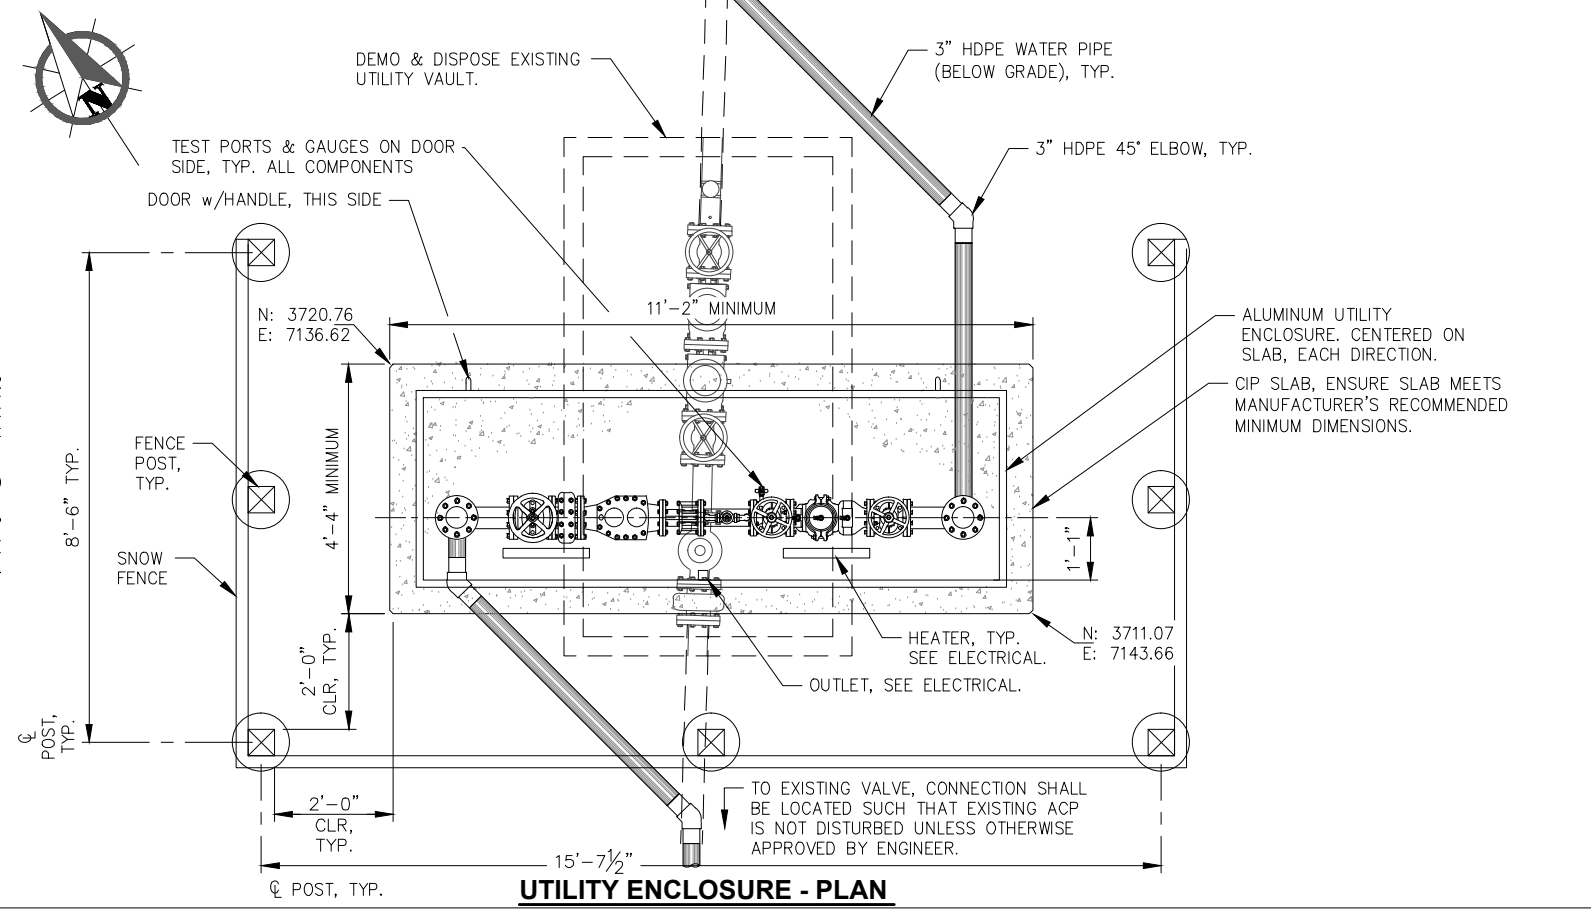 DEMO & DISPOSE EXISTING
UTILITY VAULT.
3" HDPE WATER PIPE
(BELOW GRADE), TYP.
N
TEST PORTS & GAUGES ON DOOR
SIDE, TYP. ALL COMPONENTS
3" HDPE 45° ELBOW, TYP.
DOOR w/HANDLE, THIS SIDE
N: 3720.76
E: 7136.62
11'-2" MINIMUM
ALUMINUM UTILITY
ENCLOSURE. CENTERED ON
SLAB, EACH DIRECTION.
CIP SLAB, ENSURE SLAB MEETS
MANUFACTURER'S RECOMMENDED
MINIMUM DIMENSIONS.
FENCE
POST,
TYP.
8'-6" TYP.
4'-4" MINIMUM
1'-1"
SNOW
FENCE
HEATER, TYP.
SEE ELECTRICAL.
N: 3711.07
E: 7143.66
2'-0"
CLR, TYP.
OUTLET, SEE ELECTRICAL.
℄
POST,
TYP.
2'-0"
CLR,
TYP.
TO EXISTING VALVE, CONNECTION SHALL
BE LOCATED SUCH THAT EXISTING ACP
IS NOT DISTURBED UNLESS OTHERWISE
APPROVED BY ENGINEER.
15'-7½"
℄ POST, TYP.
UTILITY ENCLOSURE - PLAN